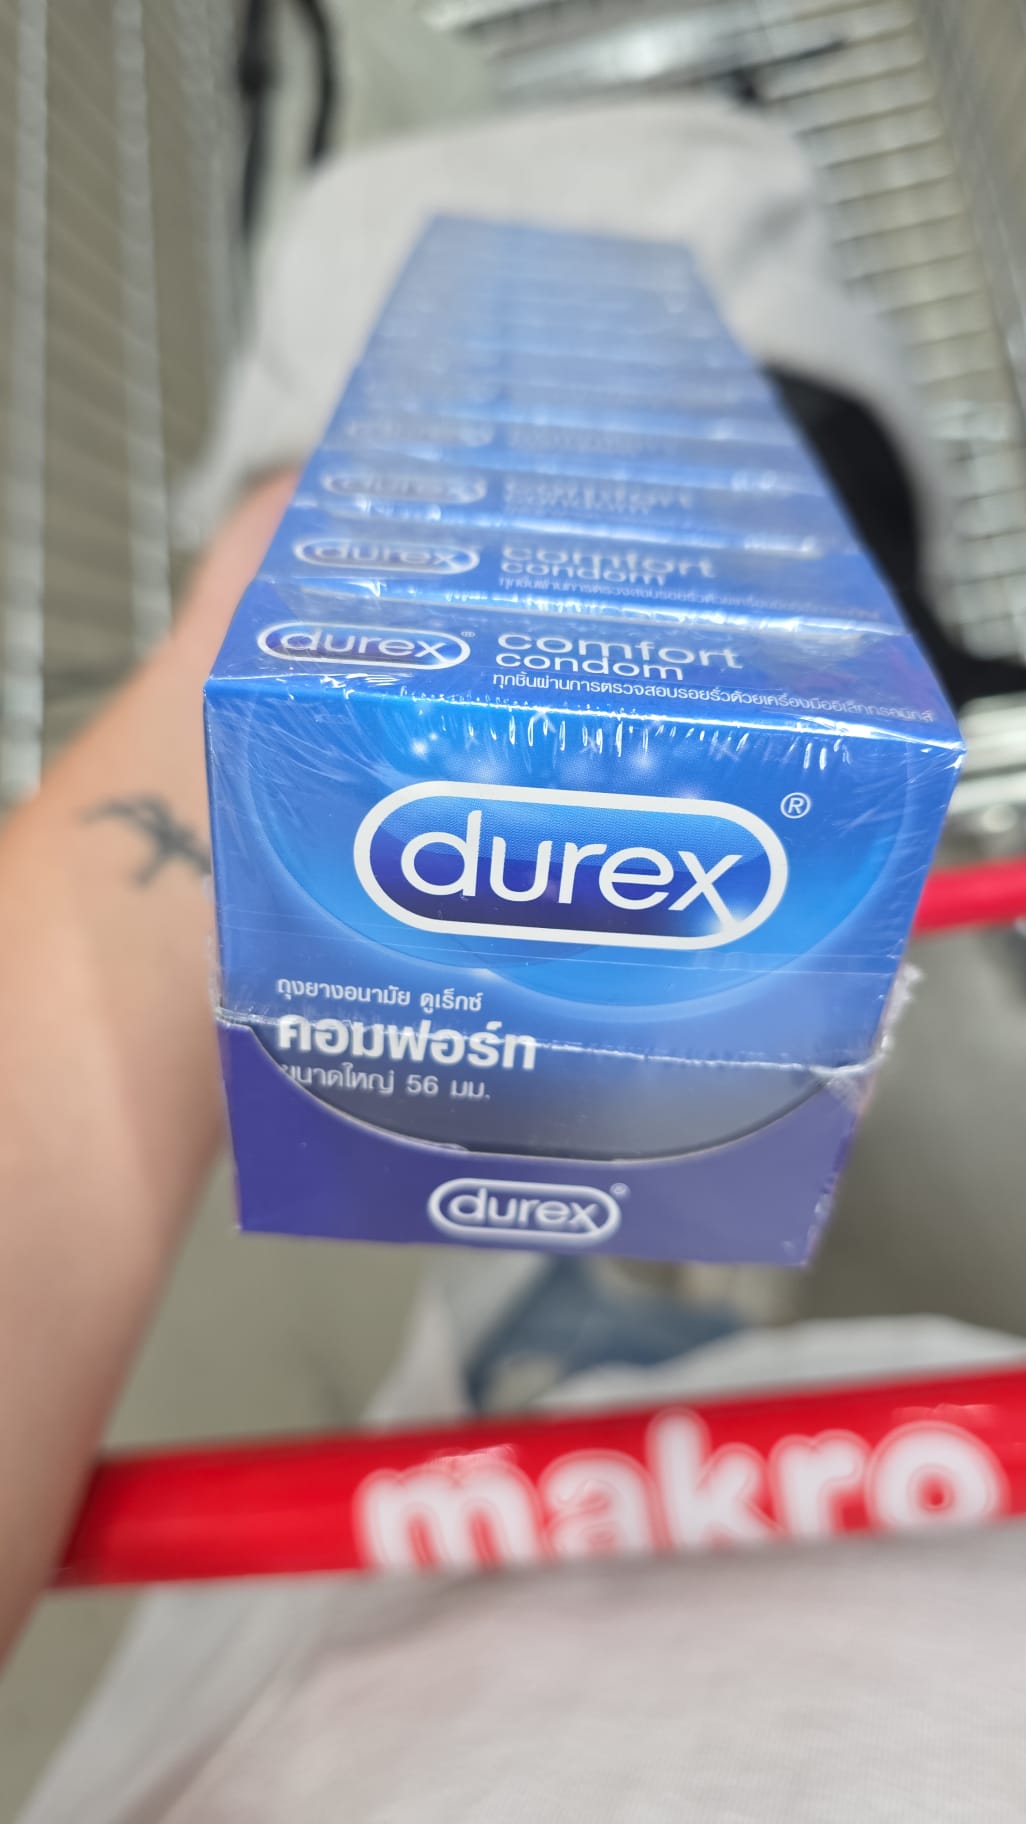 durex
comfort
condom
durex
comfort
condom
durex® comfort
condom
ทุกชิ้นผ่านการตรวจสอบรอยรั่วด้วยเครื่องมืออิเล็กทรอนิกส์
durex®
ถุงยางอนามัย ดูเร็กซ์
คอมฟอร์ท
ขนาดใหญ่ 56 มม.
durex®
makro